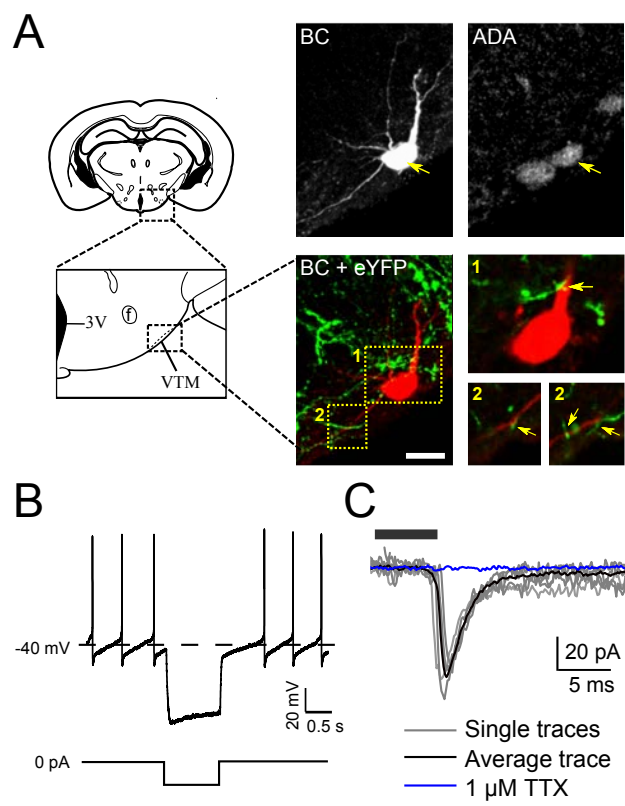 A
BC
ADA
3V
f
VTM
BC + eYFP
1
2
1
2
2
B
-40 mV
20 mV
0.5 s
0 pA
C
20 pA
5 ms
Single traces
Average trace
1 µM TTX